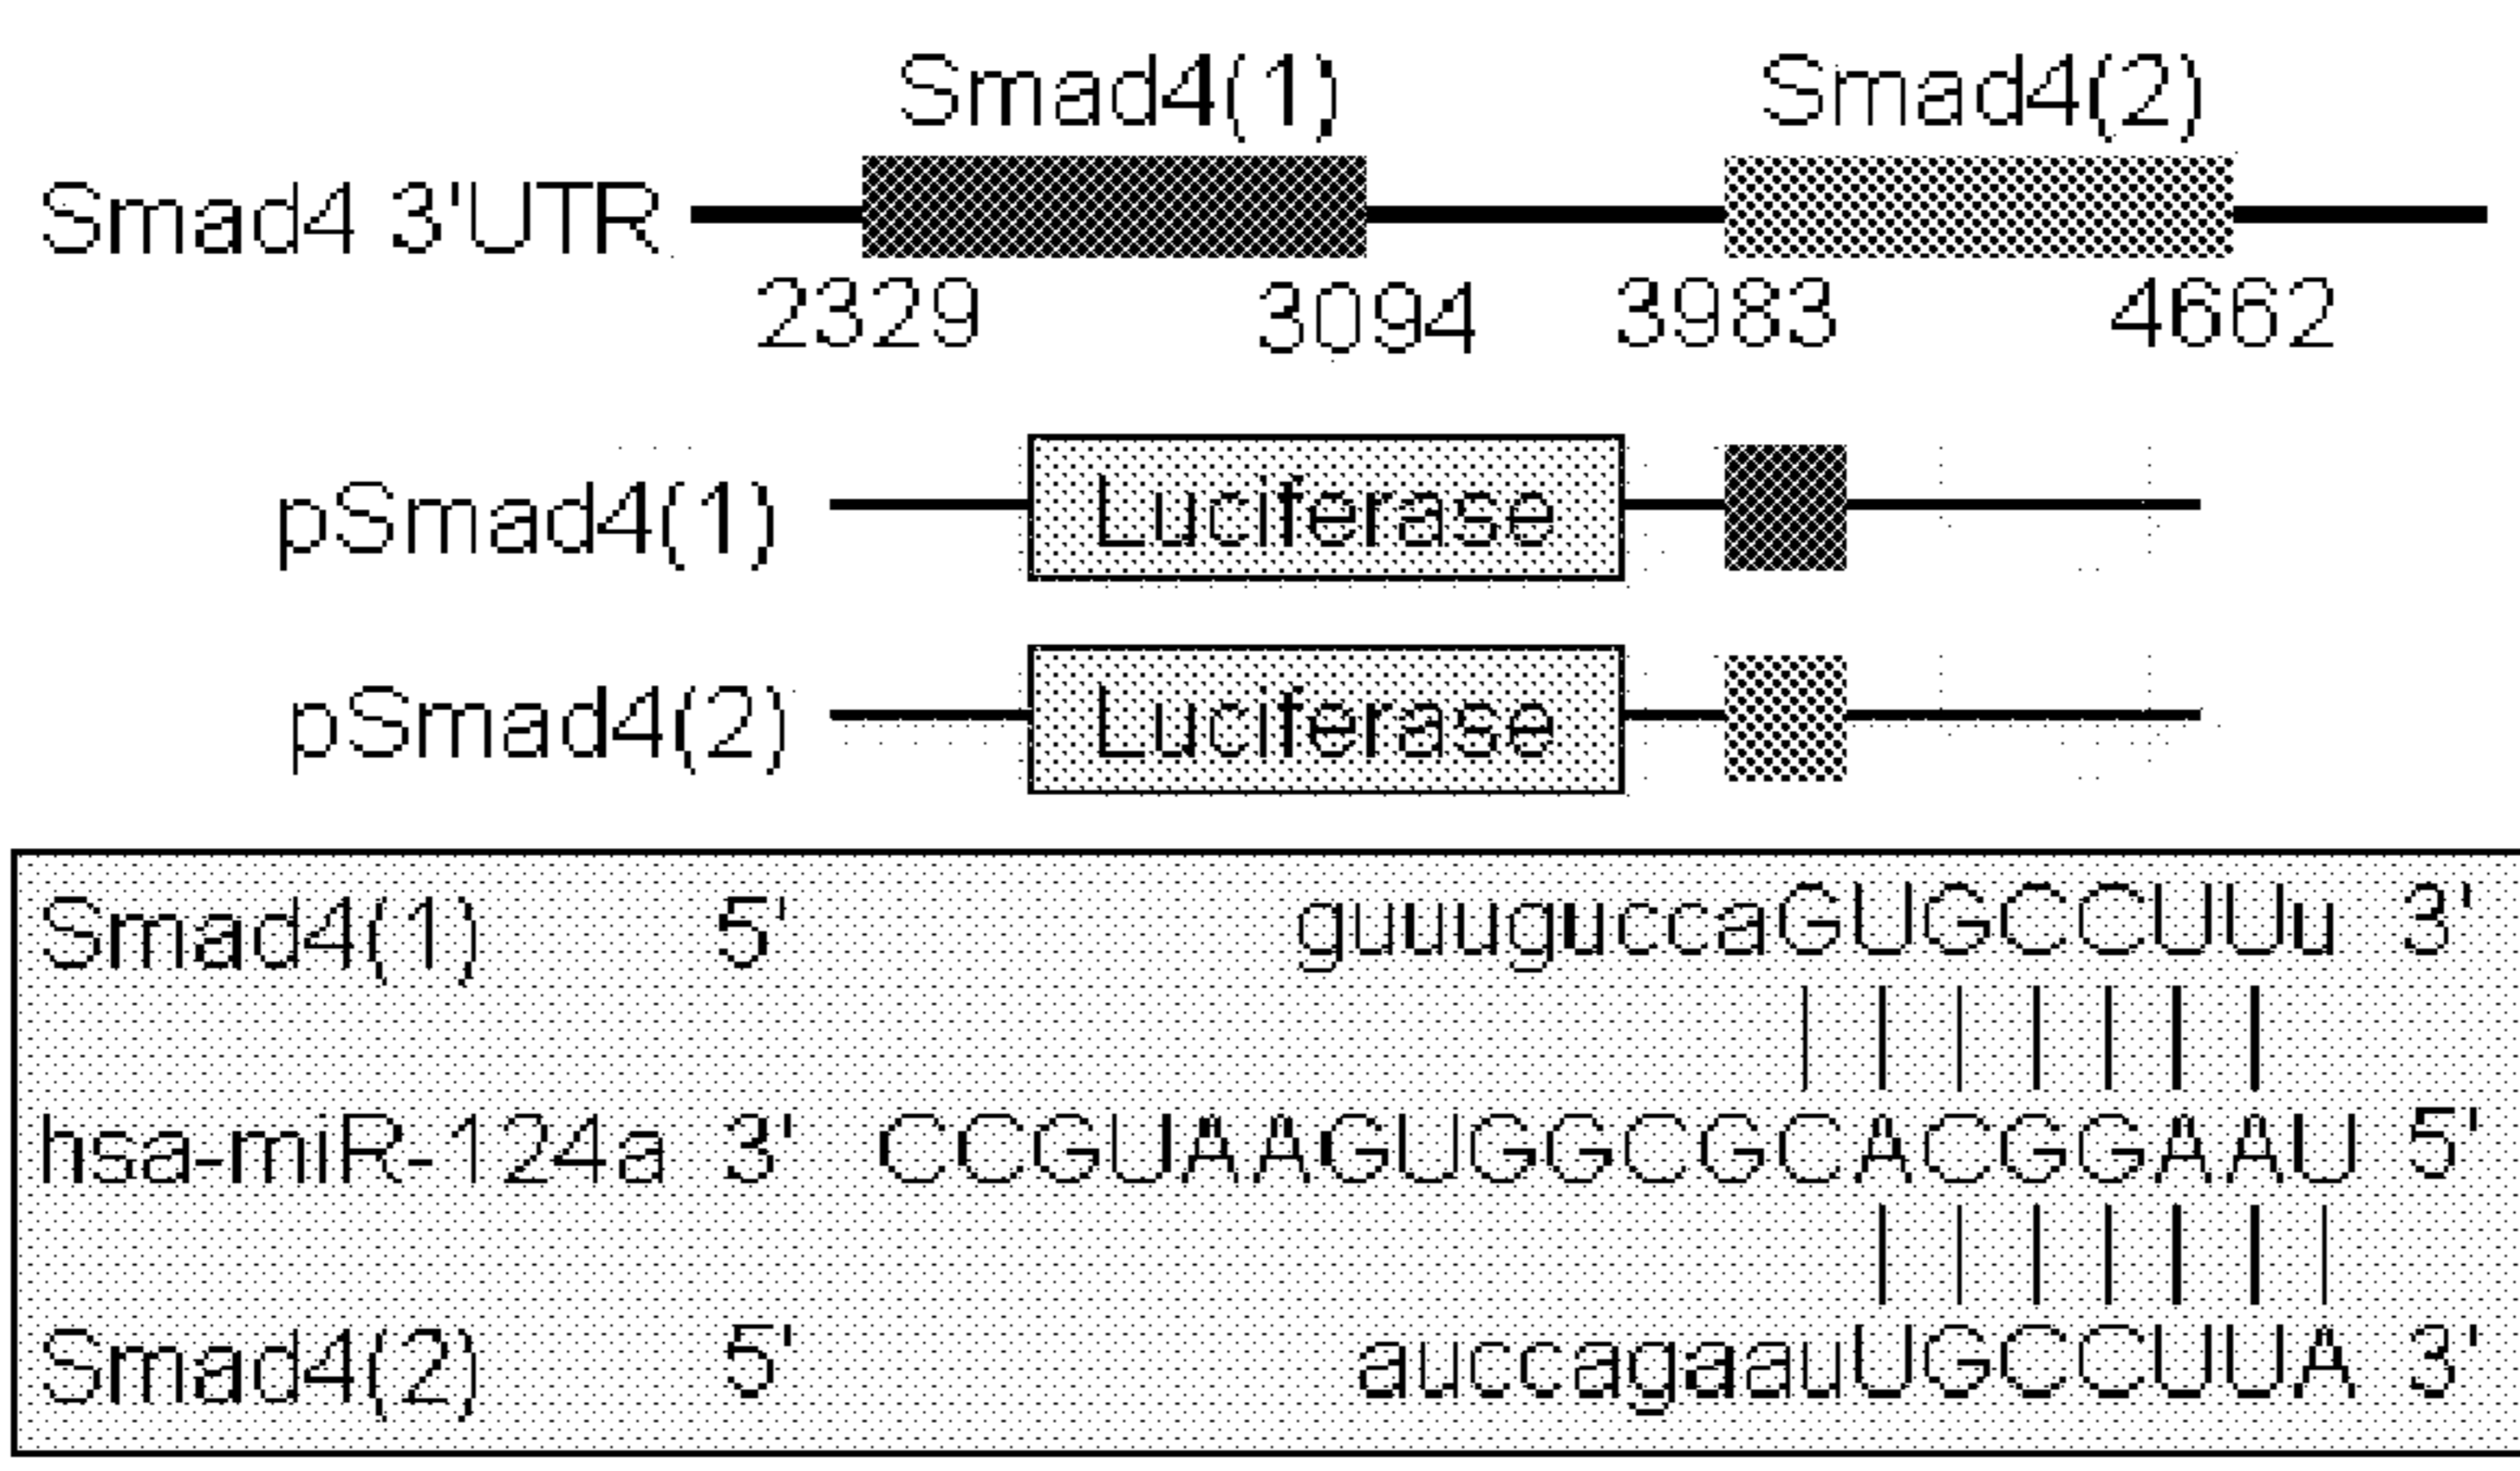 Smad4(1) Smad4(2)
Smad4 3'UTR
2329 3094 3983 4662
pSmad4(1) Luciferase
pSmad4(2) Luciferase
Smad4(1) 5' guuuguccaGUGCCUUu 3'
hsa-miR-124a 3' CCGUAAGUGGCGCACGGAAU 5'
Smad4(2) 5' auccagaauUGCCUUA 3'